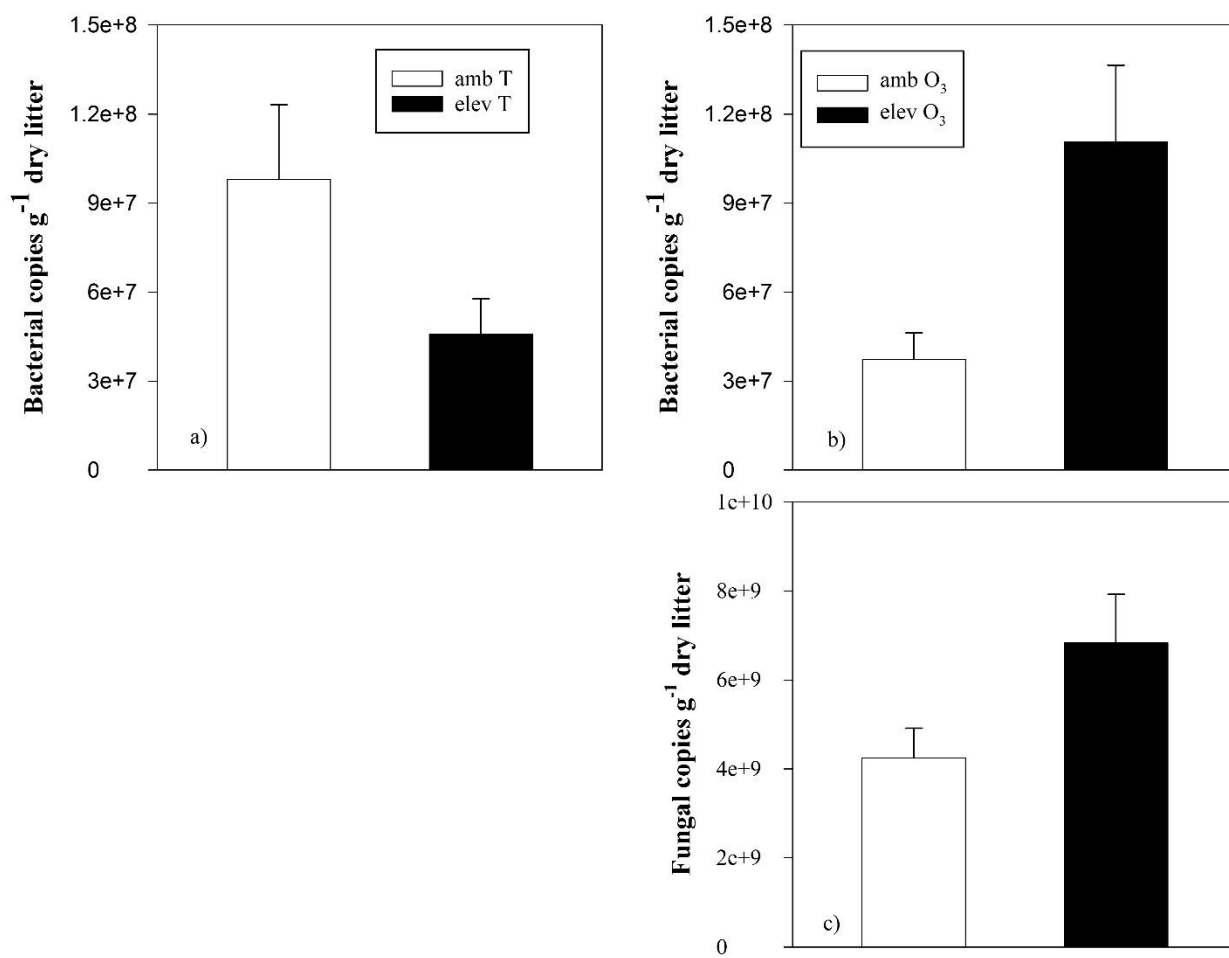 Bacterial copies g-1 dry litter
1.5e+8
1.2e+8
9e+7
6e+7
3e+7
0
amb T
elev T
a)
Bacterial copies g-1 dry litter
1.5e+8
1.2e+8
9e+7
6e+7
3e+7
0
amb O3
elev O3
b)
Fungal copies g-1 dry litter
1c+10
8e+9
6e+9
4e+9
2c+9
0
c)